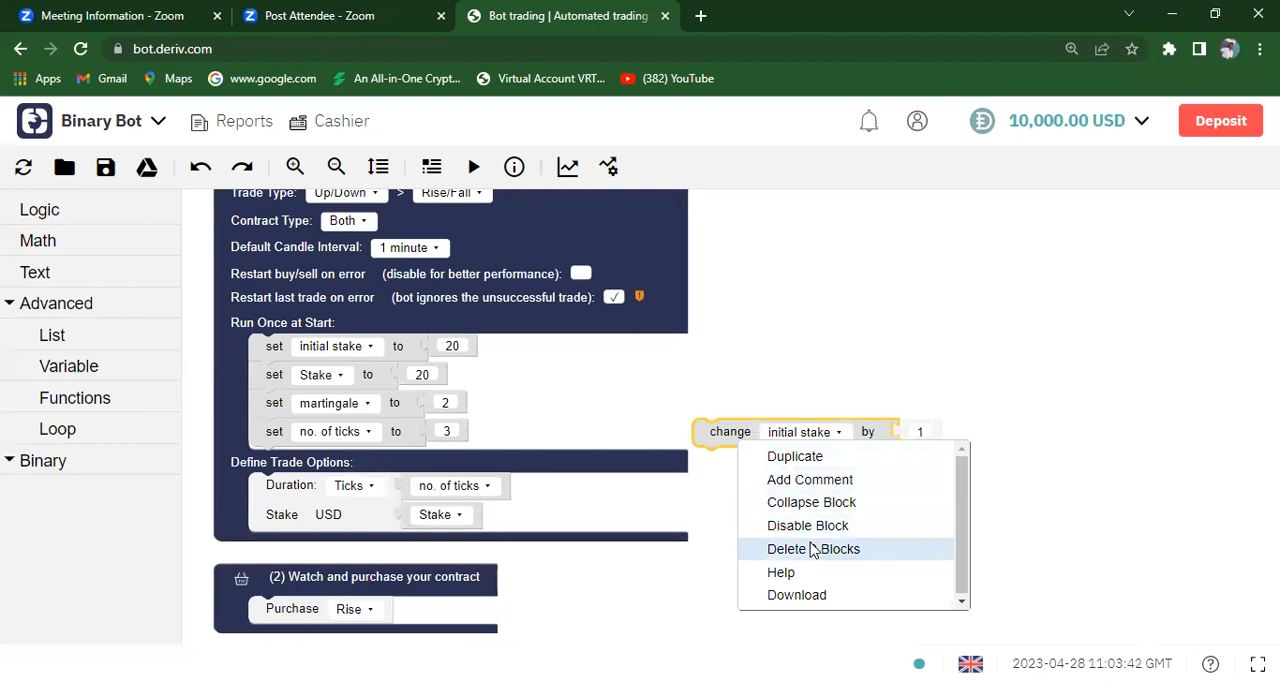 Meeting Information - Zoom
Post Attendee - Zoom
Bot trading | Automated trading
bot.deriv.com
Apps
Gmail
Maps
www.google.com
An All-in-One Crypt...
Virtual Account VRT...
(382) YouTube
Binary Bot
Reports
Cashier
10,000.00 USD
Deposit
Logic
Math
Text
Advanced
List
Variable
Functions
Loop
Binary
Trade Type: Up/Down > Rise/Fall
Contract Type: Both
Default Candle Interval: 1 minute
Restart buy/sell on error (disable for better performance):
Restart last trade on error (bot ignores the unsuccessful trade): ✓
Run Once at Start:
set initial stake to 20
set Stake to 20
set martingale to 2
set no. of ticks to 3
Define Trade Options:
Duration: Ticks no. of ticks
Stake USD Stake
(2) Watch and purchase your contract
Purchase Rise
change initial stake by 1
Duplicate
Add Comment
Collapse Block
Disable Block
Delete Blocks
Help
Download
2023-04-28 11:03:42 GMT